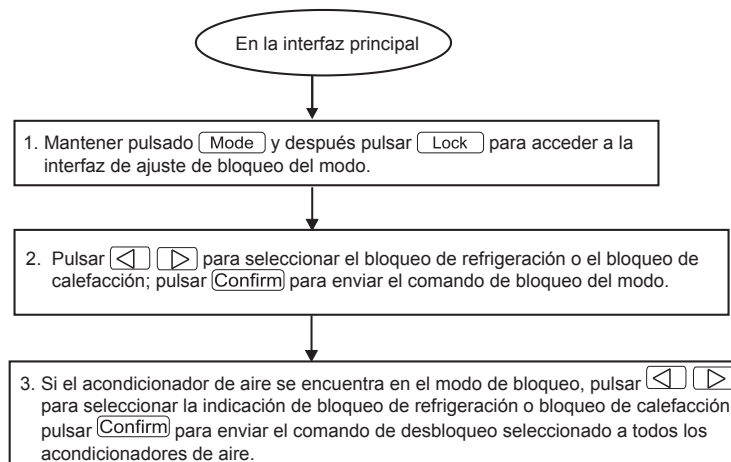 En la interfaz principal
1. Mantener pulsado Mode y después pulsar Lock para acceder a la
interfaz de ajuste de bloqueo del modo.
2. Pulsar ◁ ▷ para seleccionar el bloqueo de refrigeración o el bloqueo de
calefacción; pulsar Confirm para enviar el comando de bloqueo del modo.
3. Si el acondicionador de aire se encuentra en el modo de bloqueo, pulsar ◁ ▷
para seleccionar la indicación de bloqueo de refrigeración o bloqueo de calefacción
pulsar Confirm para enviar el comando de desbloqueo seleccionado a todos los
acondicionadores de aire.